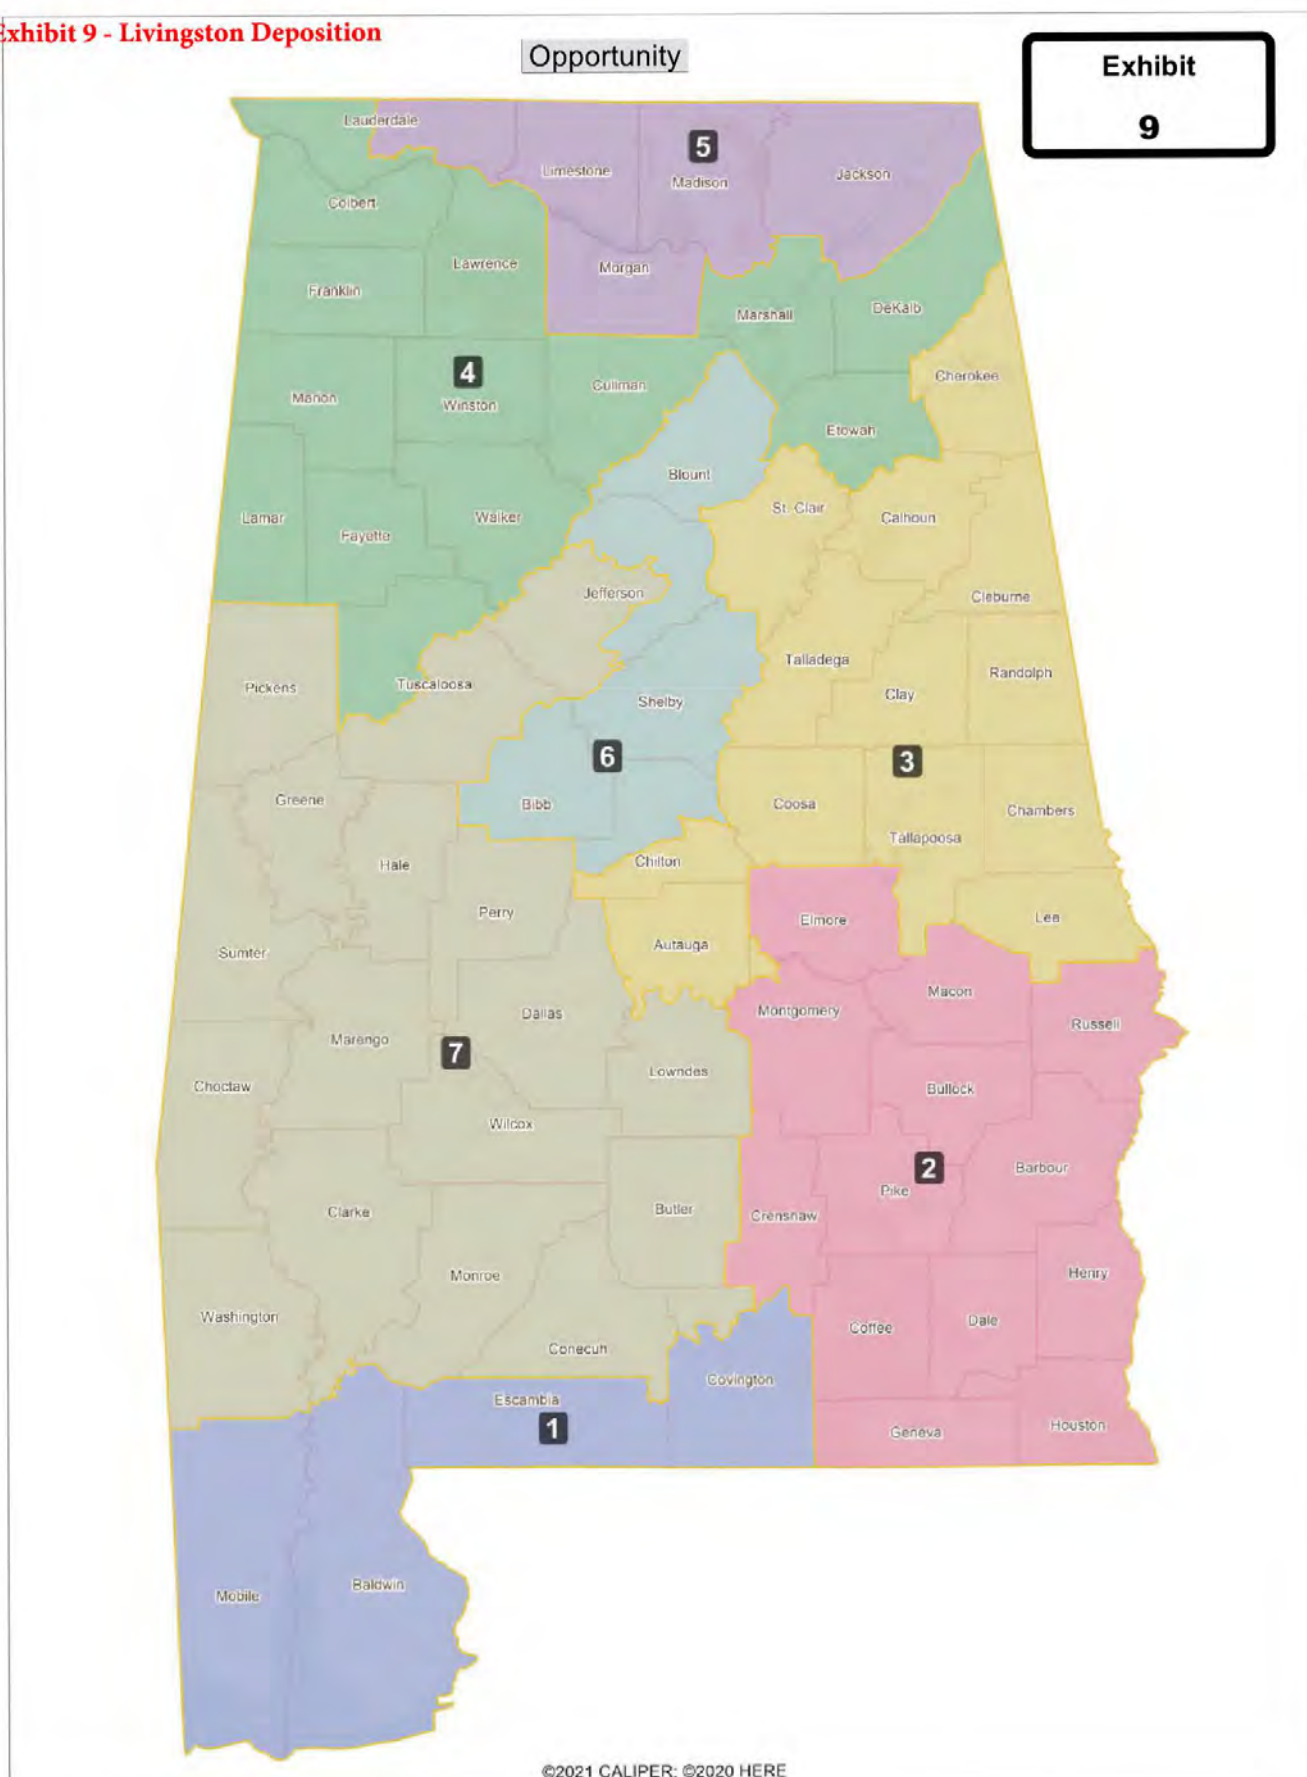 Exhibit 9 - Livingston Deposition
Opportunity
Exhibit
9
Lauderdale
5
Limestone
Madison
Jackson
Colbert
Lawrence
Morgan
Franklin
Marshall
DeKalb
4
Cullman
Cherokee
Marion
Winston
Etowah
Blount
St. Clair
Calhoun
Lamar
Walker
Fayette
Jefferson
Cleburne
Talladega
Randolph
Tuscaloosa
Pickens
Clay
Shelby
6
3
Greene
Bibb
Coosa
Chambers
Tallapoosa
Hale
Chilton
Perry
Elmore
Lee
Autauga
Sumter
Macon
Dallas
Montgomery
Russell
Marengo
7
Lowndes
Choctaw
Bullock
Wilcox
2
Barbour
Pike
Clarke
Butler
Crenshaw
Monroe
Henry
Washington
Dale
Coffee
Conecuh
Covington
Escambia
1
Geneva
Houston
Baldwin
Mobile
©2021 CALIPER; ©2020 HERE